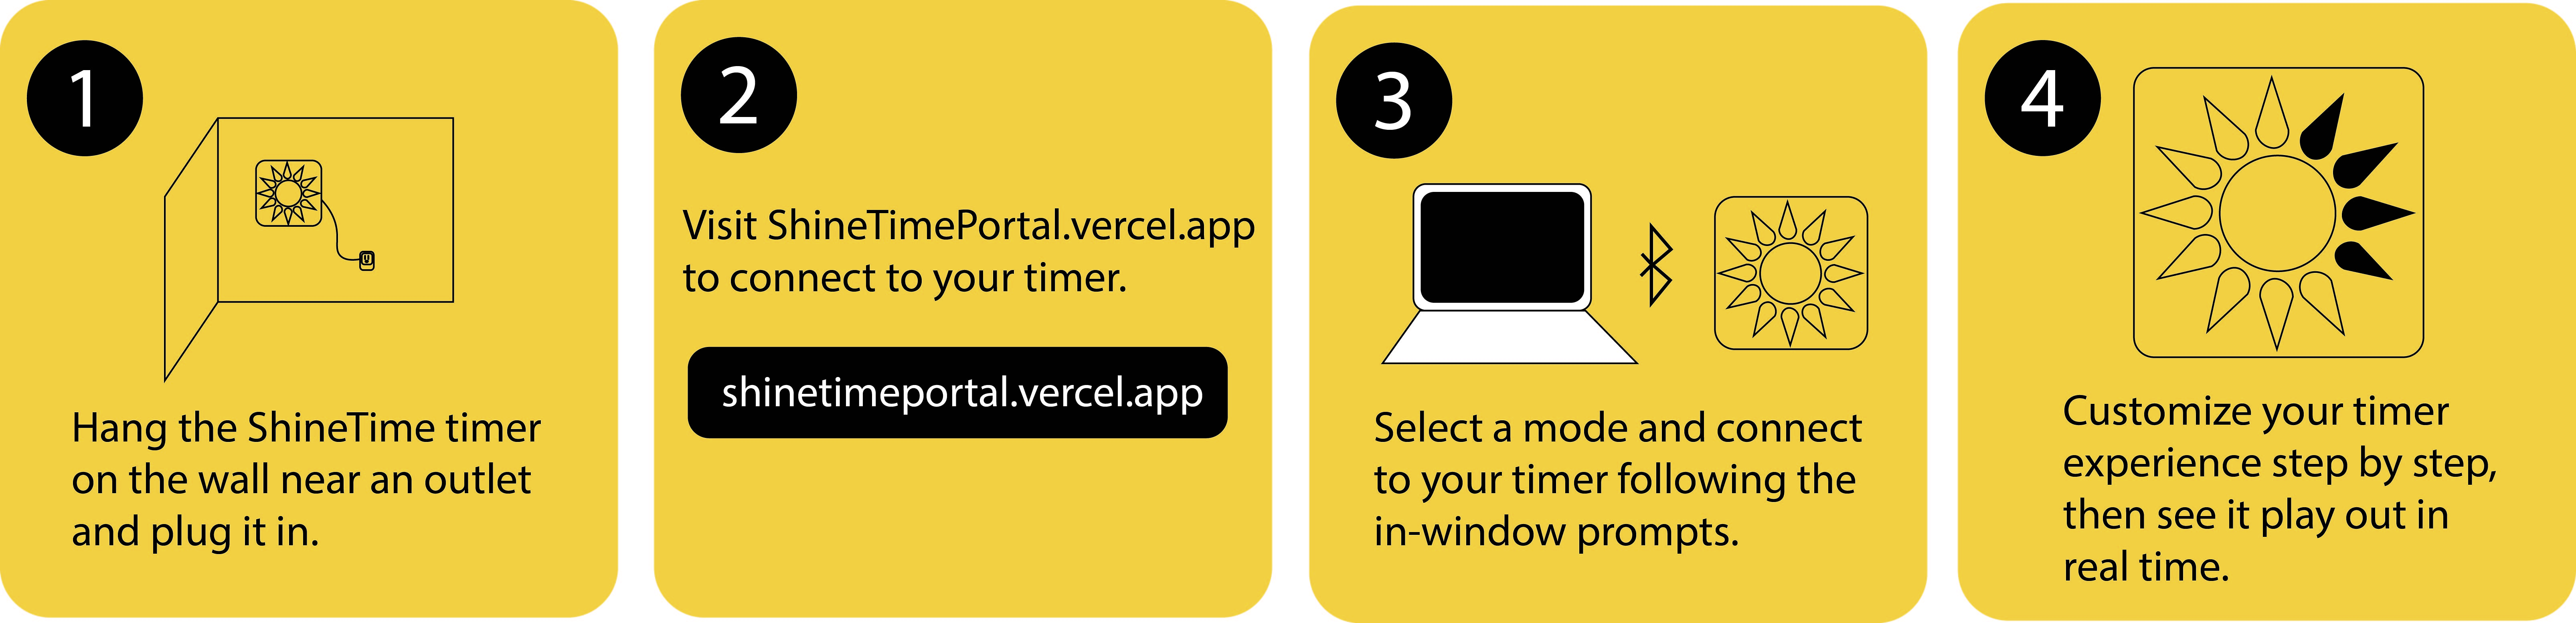 1
Hang the ShineTime timer
on the wall near an outlet
and plug it in.
2
Visit ShineTimePortal.vercel.app
to connect to your timer.
shinetimeportal.vercel.app
3
Select a mode and connect
to your timer following the
in-window prompts.
4
Customize your timer
experience step by step,
then see it play out in
real time.